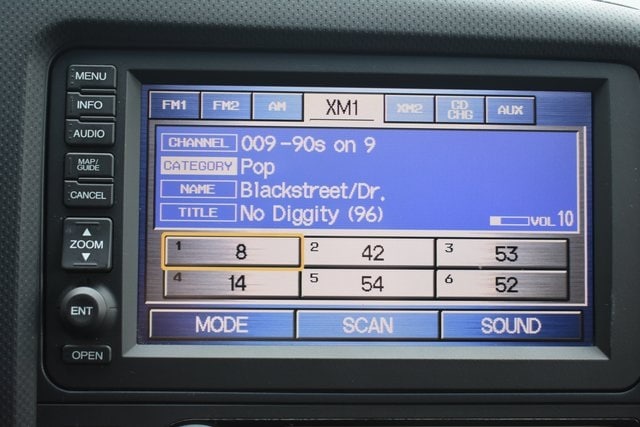 MENU
INFO
AUDIO
MAP/
GUIDE
CANCEL
ZOOM
ENT
OPEN
FM1 FM2 AM XM1 XM2 CD CHG AUX
CHANNEL 009-90s on 9
CATEGORY Pop
NAME Blackstreet/Dr.
TITLE No Diggity (96)
VOL 10
1 8 2 42 3 53
4 14 5 54 6 52
MODE SCAN SOUND